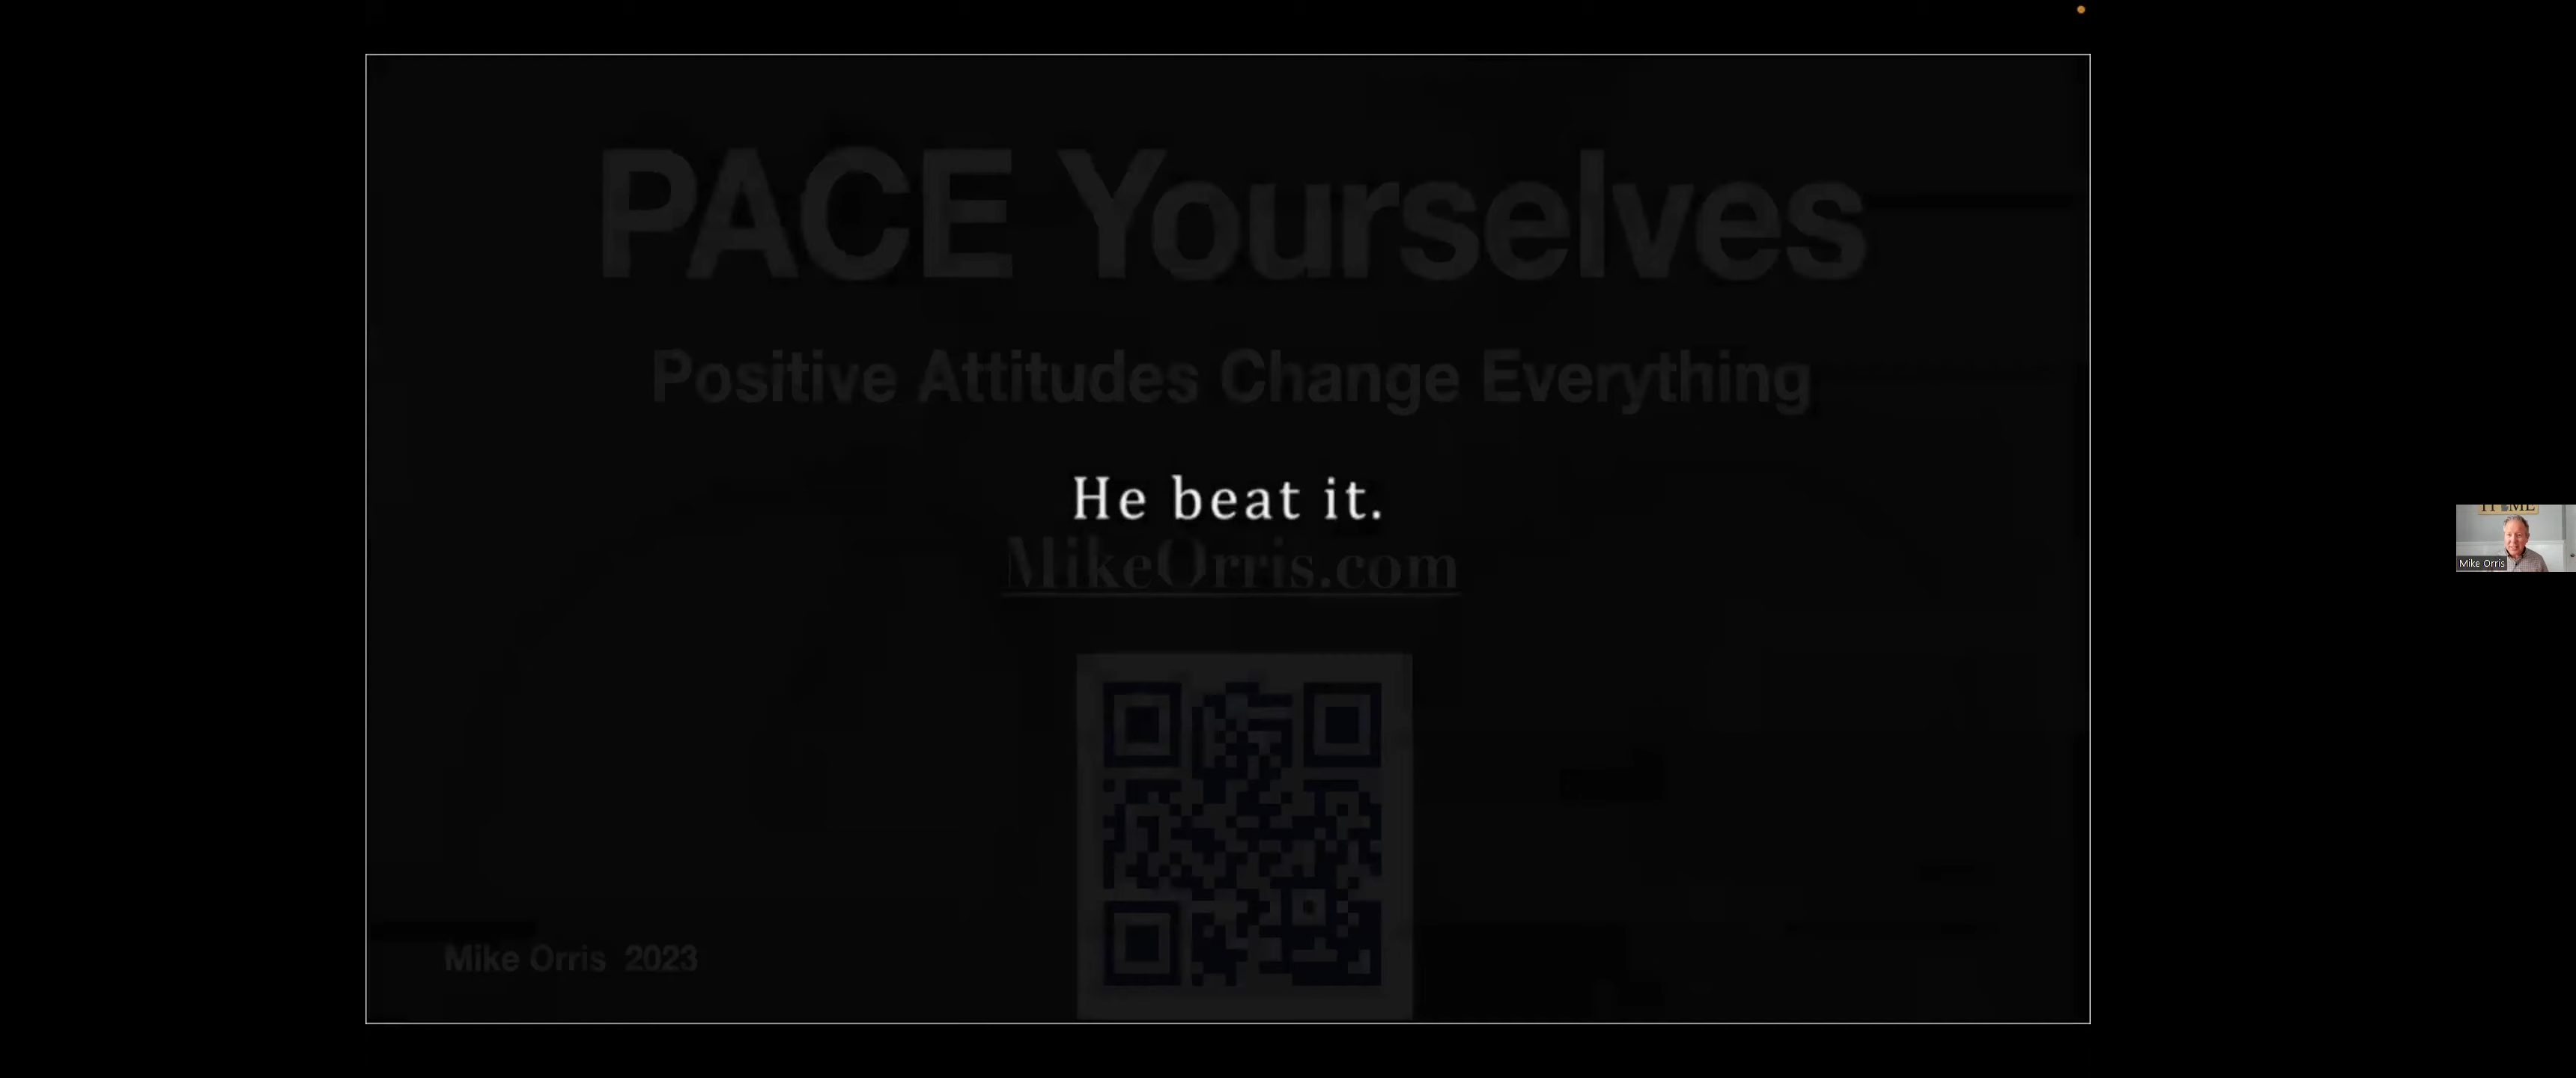 PACE Yourselves
Positive Attitudes Change Everything
He beat it.
MikeOrris.com
Mike Orris 2023
Mike Orris